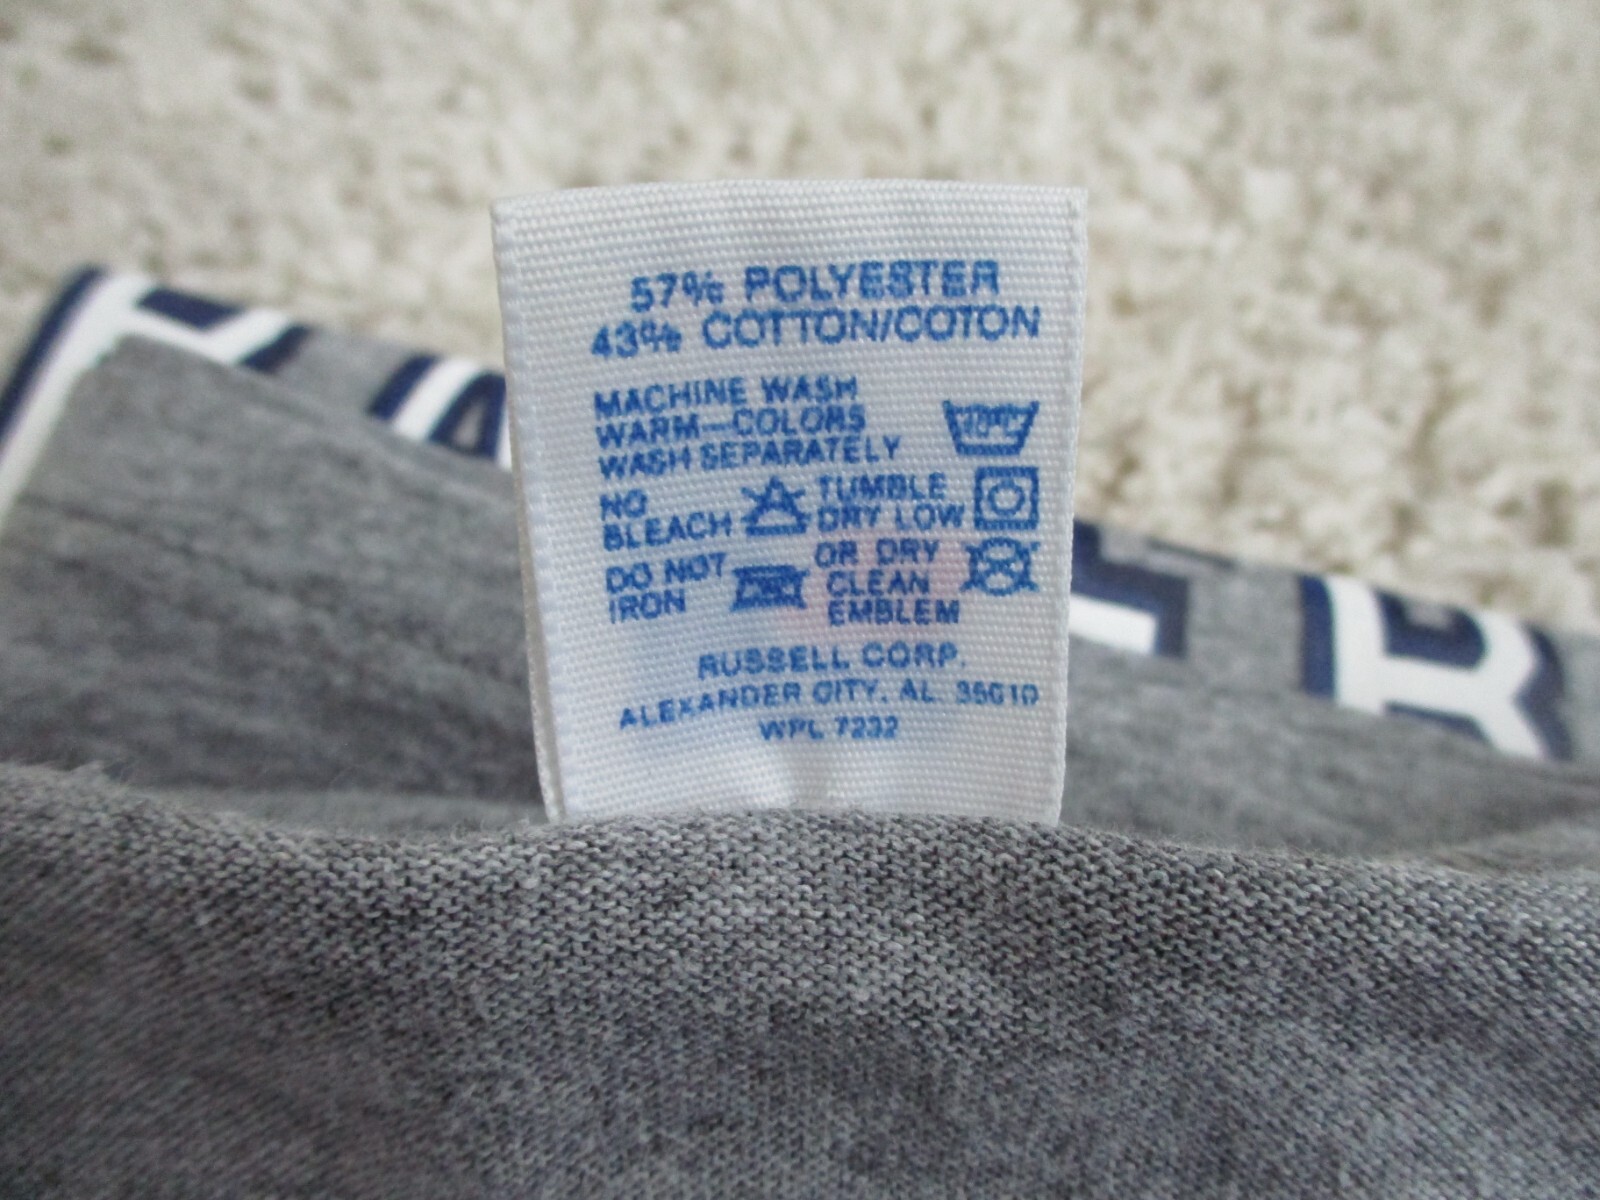 57% POLYESTER
43% COTTON/COTON
MACHINE WASH
WARM—COLORS
WASH SEPARATELY
NO
BLEACH
TUMBLE
DRY LOW
DO NOT
IRON
OR DRY
CLEAN
EMBLEM
RUSSELL CORP.
ALEXANDER CITY, AL 35010
WPL 7232